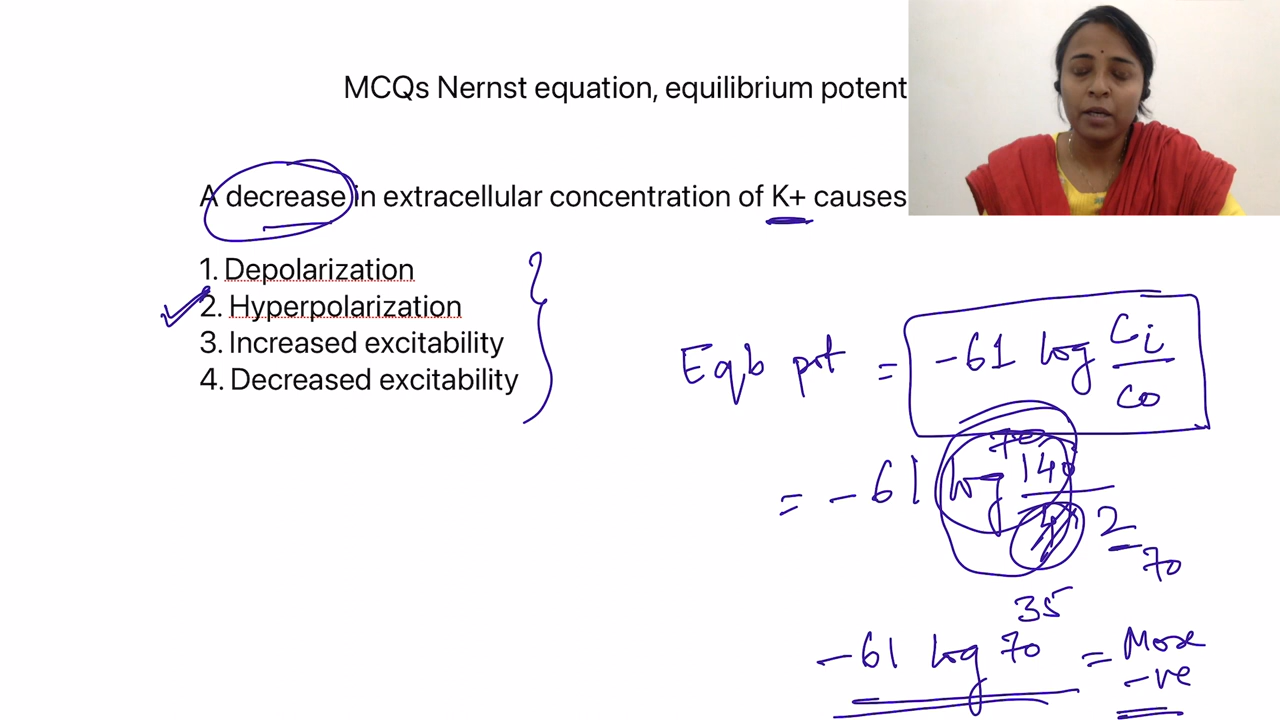 MCQs Nernst equation, equilibrium potent
A decrease in extracellular concentration of K+ causes
1. Depolarization
2. Hyperpolarization
3. Increased excitability
4. Decreased excitability
Eqb pot = -61 log Ci/Co
70
= -61 log 140/4 2
70
35
-61 log 70 = More
-ve